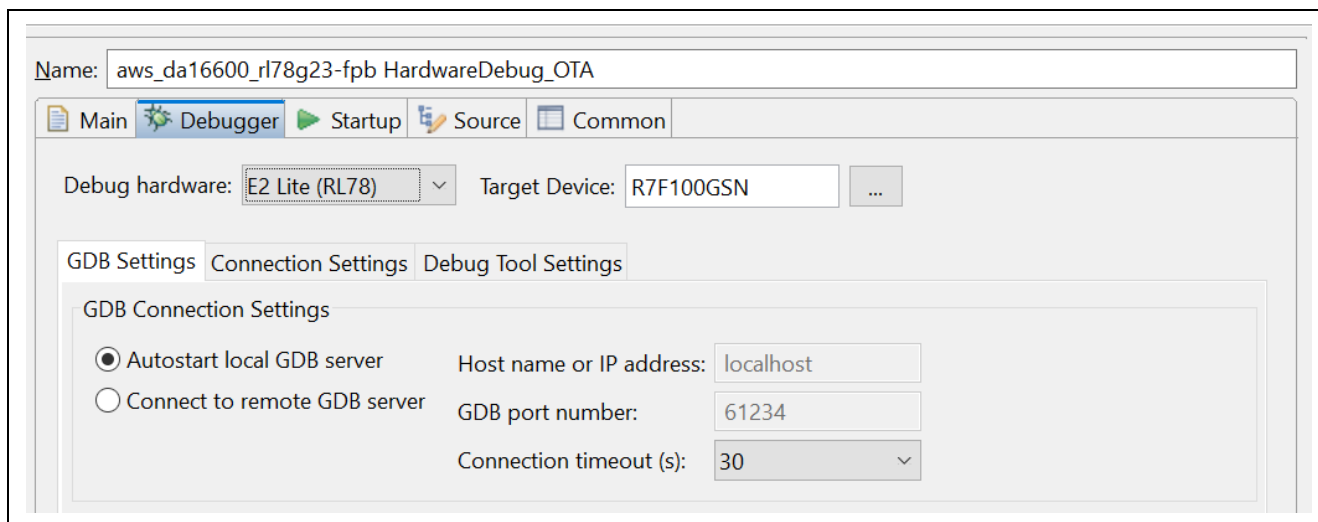 Name: aws_da16600_rl78g23-fpb HardwareDebug_OTA
Main Debugger Startup Source Common
Debug hardware: E2 Lite (RL78) Target Device: R7F100GSN ...
GDB Settings Connection Settings Debug Tool Settings
GDB Connection Settings
Autostart local GDB server Host name or IP address: localhost
Connect to remote GDB server GDB port number: 61234
Connection timeout (s): 30